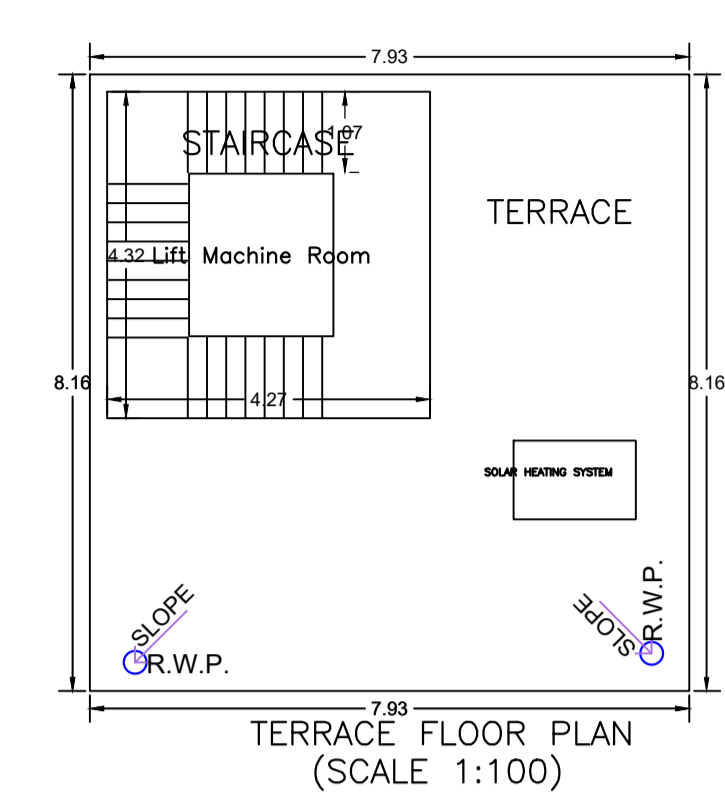 7.93
STAIRCASE
1.07
TERRACE
4.32
Lift Machine Room
8.16
8.16
4.27
SOLAR HEATING SYSTEM
SLOPE
R.W.P.
SLOPE
R.W.P.
7.93
TERRACE FLOOR PLAN
(SCALE 1:100)